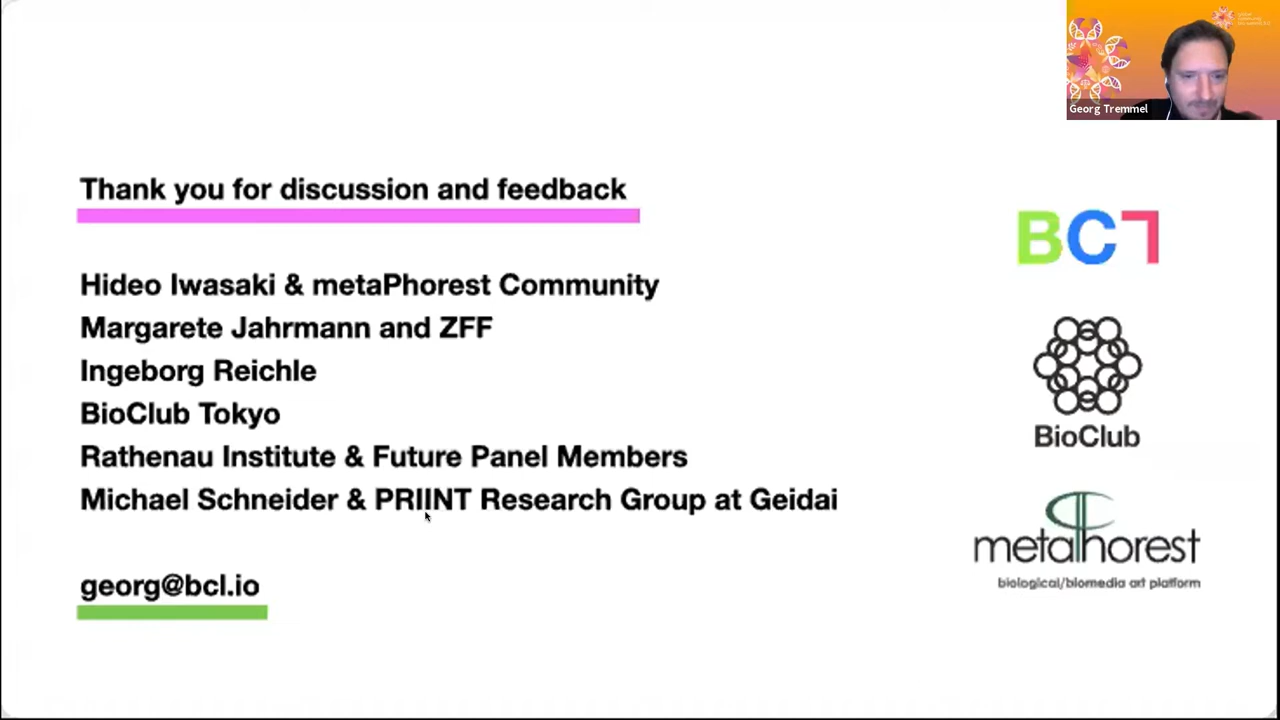 Georg Tremmel
Thank you for discussion and feedback
Hideo Iwasaki & metaPhorest Community
Margarete Jahrmann and ZFF
Ingeborg Reichle
BioClub Tokyo
Rathenau Institute & Future Panel Members
Michael Schneider & PRIINT Research Group at Geidai
georg@bcl.io
BCL
BioClub
metaPhorest
biological/biomedia art platform